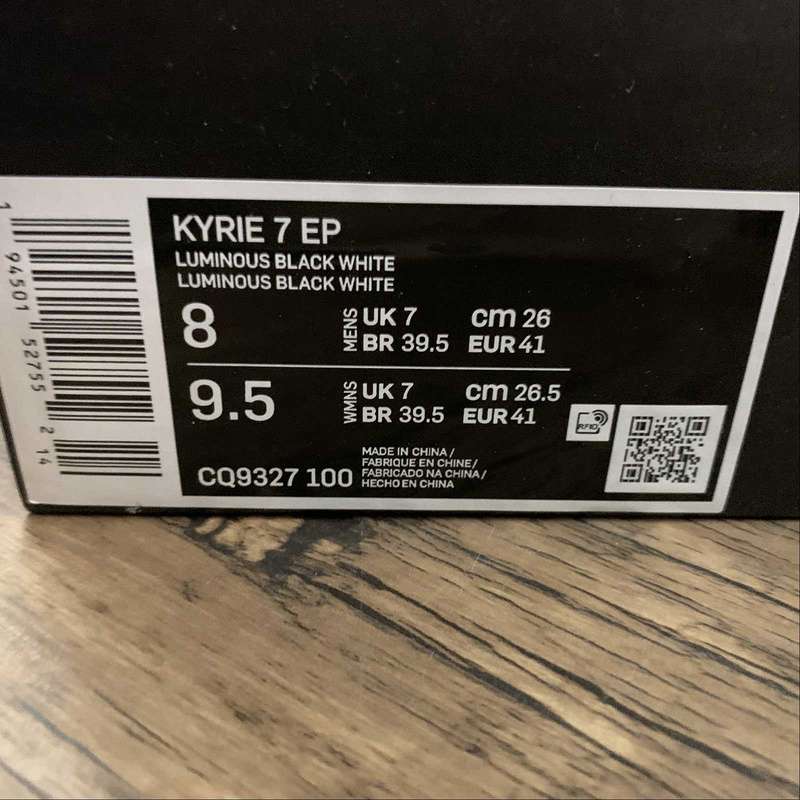 KYRIE 7 EP
LUMINOUS BLACK WHITE
LUMINOUS BLACK WHITE
8 MENS UK 7 cm 26
BR 39.5 EUR 41
9.5 WMNS UK 7 cm 26.5
BR 39.5 EUR 41
CQ9327 100
MADE IN CHINA /
FABRIQUE EN CHINE /
FABRICADO NA CHINA /
HECHO EN CHINA
RFID
1 94501 52755 2 14